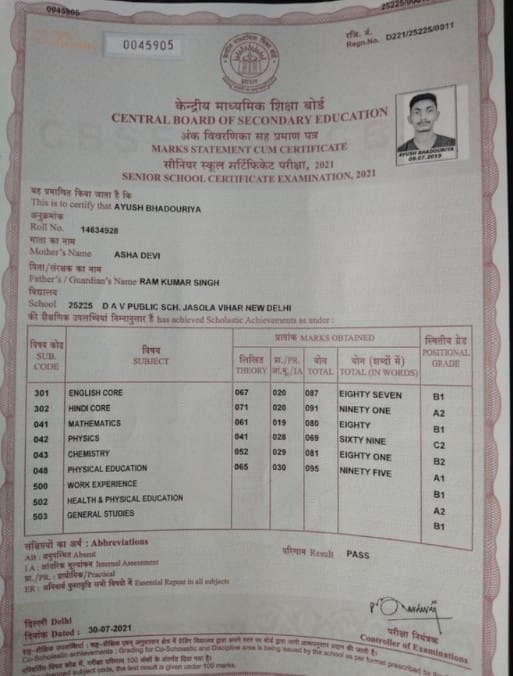 0045905
0045905
रजि. नं.
Regn.No. D221/25225/0011
केन्द्रीय माध्यमिक शिक्षा बोर्ड
CENTRAL BOARD OF SECONDARY EDUCATION
अंक विवरणिका सह प्रमाण पत्र
MARKS STATEMENT CUM CERTIFICATE
सीनियर स्कूल सर्टिफिकेट परीक्षा, 2021
SENIOR SCHOOL CERTIFICATE EXAMINATION, 2021
AYUSH BHADOURIYA
09.07.2019
यह प्रमाणित किया जाता है कि
This is to certify that AYUSH BHADOURIYA
अनुक्रमांक
Roll No. 14634928
माता का नाम
Mother's Name ASHA DEVI
पिता/संरक्षक का नाम
Father's / Guardian's Name RAM KUMAR SINGH
विद्यालय
School 25225 D A V PUBLIC SCH. JASOLA VIHAR NEW DELHI
की शैक्षणिक उपलब्धियां निम्नानुसार हैं has achieved Scholastic Achievements as under :
विषय कोड SUB. CODE विषय SUBJECT प्राप्तांक MARKS OBTAINED स्थितीय ग्रेड POSITIONAL GRADE
लिखित THEORY प्रा./PR. आं.मू./IA योग TOTAL योग (शब्दों में) TOTAL (IN WORDS)
301 ENGLISH CORE 067 020 087 EIGHTY SEVEN B1
302 HINDI CORE 071 020 091 NINETY ONE A2
041 MATHEMATICS 061 019 080 EIGHTY B1
042 PHYSICS 041 028 069 SIXTY NINE C2
043 CHEMISTRY 052 029 081 EIGHTY ONE B2
048 PHYSICAL EDUCATION 065 030 095 NINETY FIVE A1
500 WORK EXPERIENCE B1
502 HEALTH & PHYSICAL EDUCATION A2
503 GENERAL STUDIES B1
संक्षिप्तियों का अर्थ : Abbreviations
AB : अनुपस्थित Absent
IA : आंतरिक मूल्यांकन Internal Assessment
प्रा./PR. : प्रायोगिक/Practical
ER : अनिवार्य पुनरावृत्ति सभी विषयों में Essential Repeat in all subjects
परिणाम Result PASS
दिल्ली Delhi
दिनांक Dated : 30-07-2021
परीक्षा नियंत्रक
Controller of Examinations
Co-Scholastic achievements : Grading for Co-Scholastic and Discipline area is being issued by the school as per format prescribed by the
subject code, the test result is given under 100 marks.